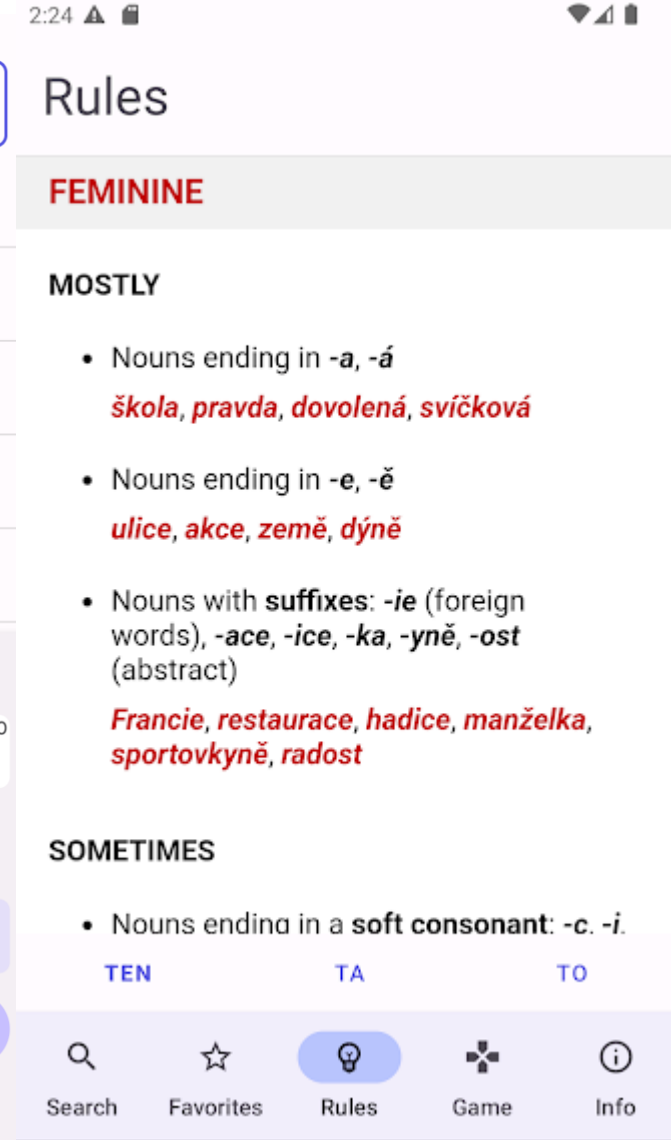 2:24
Rules
FEMININE
MOSTLY
• Nouns ending in -a, -á
škola, pravda, dovolená, svíčková
• Nouns ending in -e, -ě
ulice, akce, země, dýně
• Nouns with suffixes: -ie (foreign
words), -ace, -ice, -ka, -yně, -ost
(abstract)
Francie, restaurace, hadice, manželka,
sportovkyně, radost
SOMETIMES
• Nouns ending in a soft consonant: -c,
TEN TA TO
Search Favorites Rules Game Info